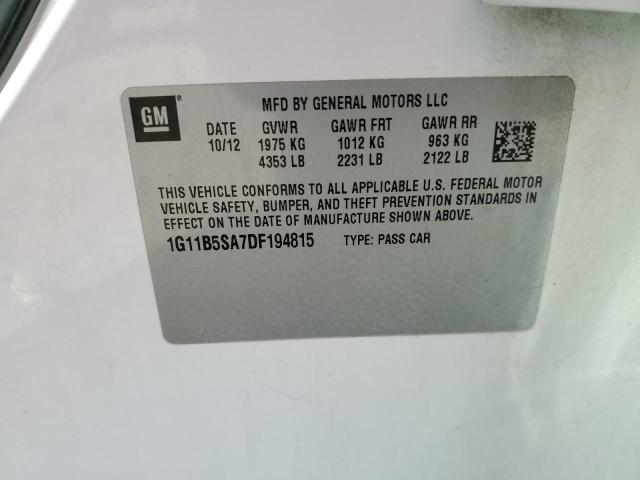 GM ®
MFD BY GENERAL MOTORS LLC
DATE GVWR GAWR FRT GAWR RR
10/12 1975 KG 1012 KG 963 KG
4353 LB 2231 LB 2122 LB
THIS VEHICLE CONFORMS TO ALL APPLICABLE U.S. FEDERAL MOTOR
VEHICLE SAFETY, BUMPER, AND THEFT PREVENTION STANDARDS IN
EFFECT ON THE DATE OF MANUFACTURE SHOWN ABOVE.
1G11B5SA7DF194815 TYPE: PASS CAR